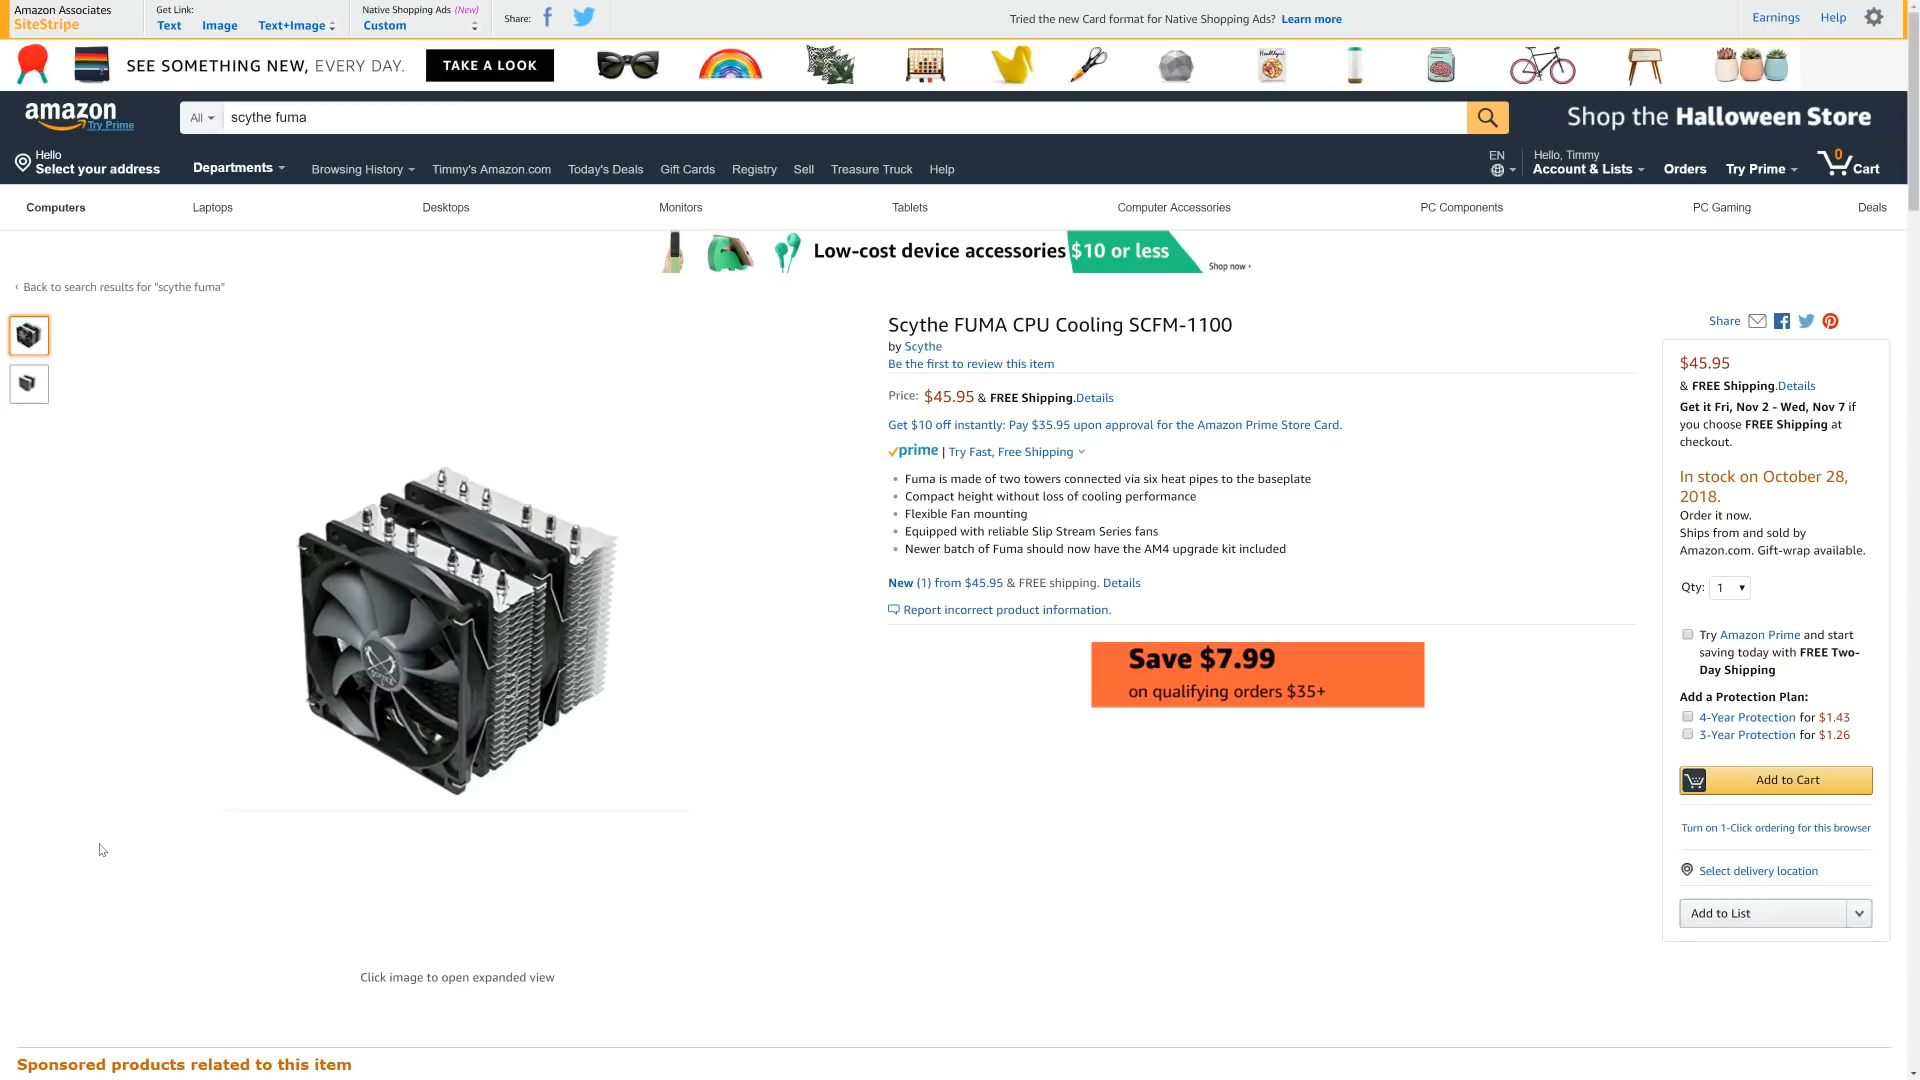 Amazon Associates
SiteStripe
Get Link:
Text Image Text+Image
Native Shopping Ads (New)
Custom
Share:
Tried the new Card format for Native Shopping Ads? Learn more
Earnings Help
SEE SOMETHING NEW, EVERY DAY. TAKE A LOOK
amazon
Try Prime
All
scythe fuma
Shop the Halloween Store
Hello
Select your address
Departments
Browsing History Timmy's Amazon.com Today's Deals Gift Cards Registry Sell Treasure Truck Help
EN
Hello, Timmy
Account & Lists
Orders
Try Prime
0
Cart
Computers Laptops Desktops Monitors Tablets Computer Accessories PC Components PC Gaming Deals
Low-cost device accessories $10 or less Shop now ›
‹ Back to search results for "scythe fuma"
Scythe FUMA CPU Cooling SCFM-1100
by Scythe
Be the first to review this item
Price: $45.95 & FREE Shipping. Details
Get $10 off instantly: Pay $35.95 upon approval for the Amazon Prime Store Card.
prime | Try Fast, Free Shipping
Fuma is made of two towers connected via six heat pipes to the baseplate
Compact height without loss of cooling performance
Flexible Fan mounting
Equipped with reliable Slip Stream Series fans
Newer batch of Fuma should now have the AM4 upgrade kit included
New (1) from $45.95 & FREE shipping. Details
Report incorrect product information.
Save $7.99
on qualifying orders $35+
Click image to open expanded view
Share
$45.95
& FREE Shipping. Details
Get it Fri, Nov 2 - Wed, Nov 7 if
you choose FREE Shipping at
checkout.
In stock on October 28,
2018.
Order it now.
Ships from and sold by
Amazon.com. Gift-wrap available.
Qty: 1
Try Amazon Prime and start
saving today with FREE Two-
Day Shipping
Add a Protection Plan:
4-Year Protection for $1.43
3-Year Protection for $1.26
Add to Cart
Turn on 1-Click ordering for this browser
Select delivery location
Add to List
Sponsored products related to this item